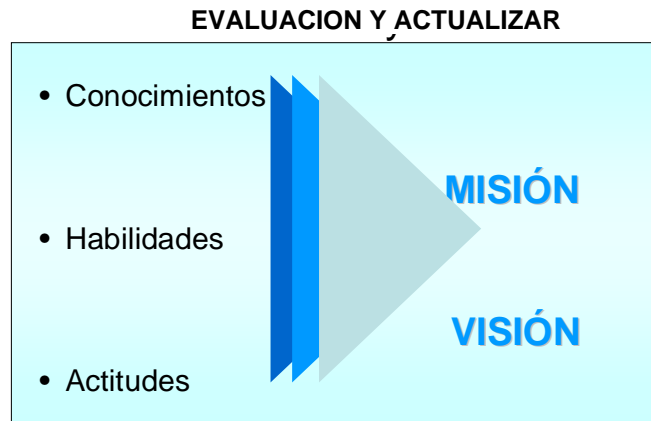 EVALUACION Y ACTUALIZAR
• Conocimientos
MISIÓN
• Habilidades
VISIÓN
• Actitudes